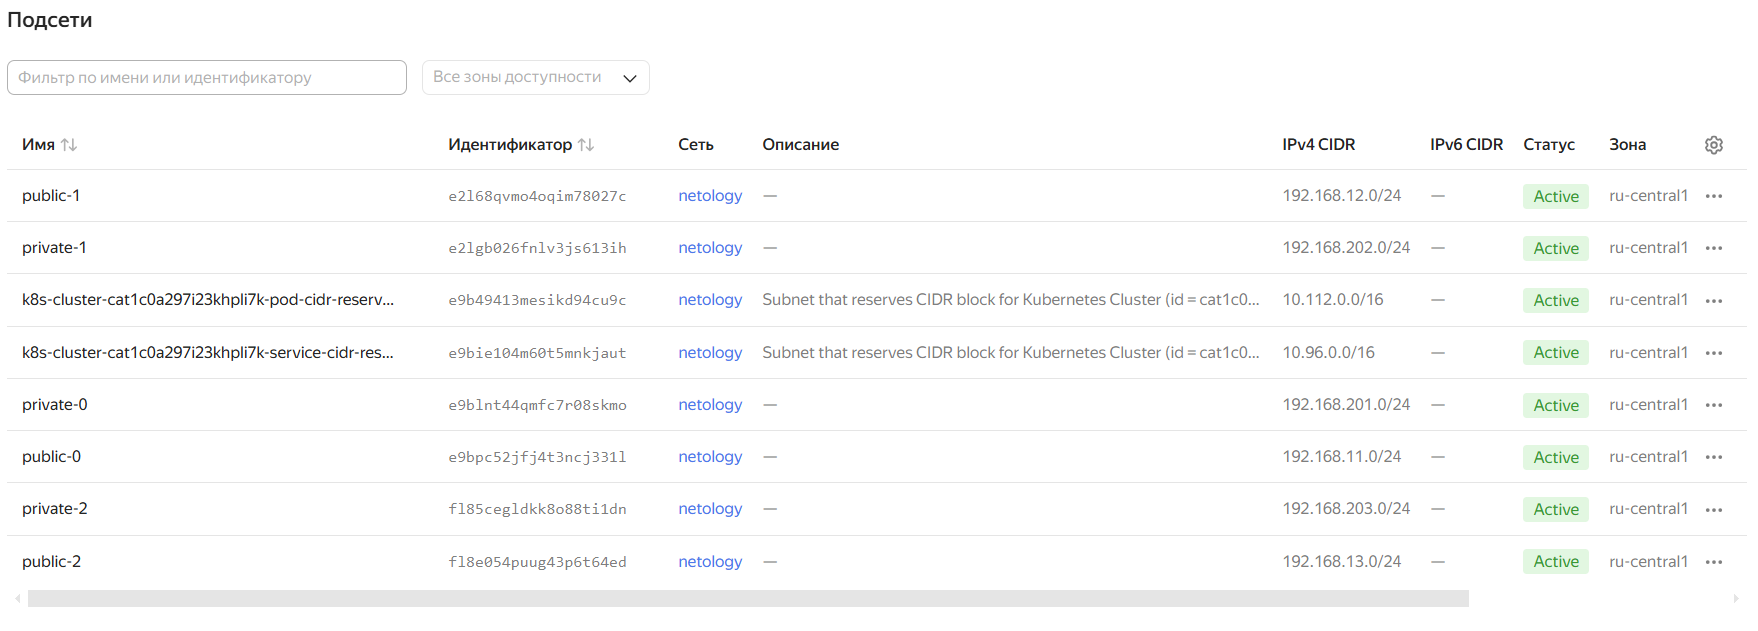 Подсети
Фильтр по имени или идентификатору Все зоны доступности
Имя Идентификатор Сеть Описание IPv4 CIDR IPv6 CIDR Статус Зона
public-1 e2l68qvmo4oqim78027c netology — 192.168.12.0/24 — Active ru-central1
private-1 e2lgb026fnlv3js613ih netology — 192.168.202.0/24 — Active ru-central1
k8s-cluster-cat1c0a297i23khpli7k-pod-cidr-reserv... e9b49413mesikd94cu9c netology Subnet that reserves CIDR block for Kubernetes Cluster (id = cat1c0... 10.112.0.0/16 — Active ru-central1
k8s-cluster-cat1c0a297i23khpli7k-service-cidr-res... e9bie104m60t5mnkjaut netology Subnet that reserves CIDR block for Kubernetes Cluster (id = cat1c0... 10.96.0.0/16 — Active ru-central1
private-0 e9blnt44qmfc7r08skmo netology — 192.168.201.0/24 — Active ru-central1
public-0 e9bpc52jfj4t3ncj331l netology — 192.168.11.0/24 — Active ru-central1
private-2 fl85cegldkk8o88ti1dn netology — 192.168.203.0/24 — Active ru-central1
public-2 fl8e054puug43p6t64ed netology — 192.168.13.0/24 — Active ru-central1